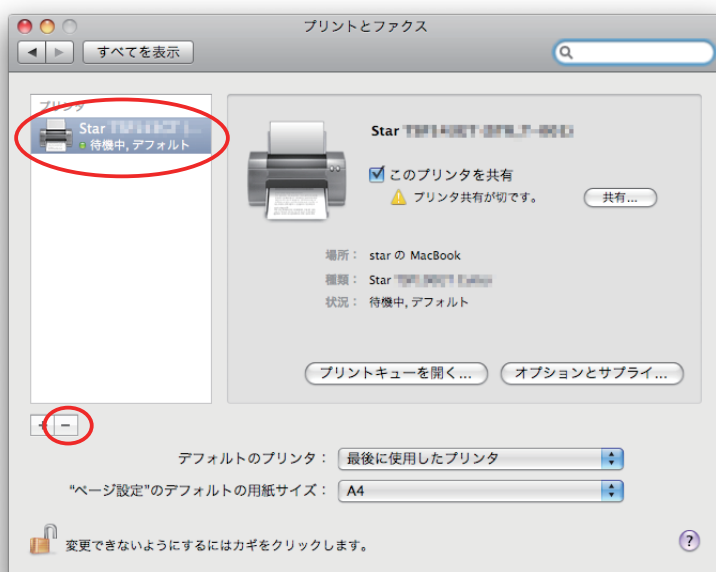 プリントとファクス
すべてを表示
プリンタ
Star
待機中, デフォルト
Star
このプリンタを共有
プリンタ共有が切です。
共有...
場所： star の MacBook
種類： Star
状況： 待機中, デフォルト
プリントキューを開く...
オプションとサプライ...
+ −
デフォルトのプリンタ： 最後に使用したプリンタ
"ページ設定"のデフォルトの用紙サイズ： A4
変更できないようにするにはカギをクリックします。
?